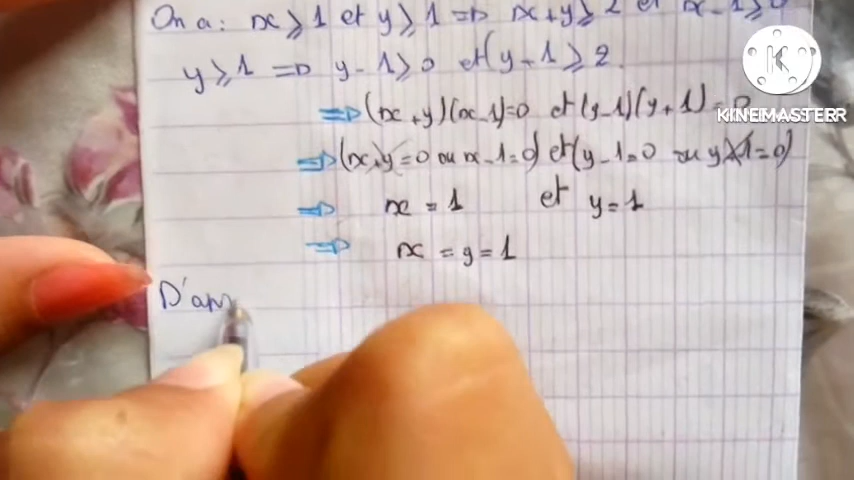 On a: x ≥ 1 et y ≥ 1 ⇒ x+y ≥ 2 et x-1 ≥ 0
y ≥ 1 ⇒ y-1 ≥ 0 et (y+1 ≥ 2
⇒ (x+y)(x-1)=0 et (y-1)(y+1)=0
⇒ (x+y=0 ou x-1=0) et (y-1=0 ou y+1=0)
⇒ x = 1 et y = 1
⇒ x = y = 1
D'apr
K
KINEMASTER